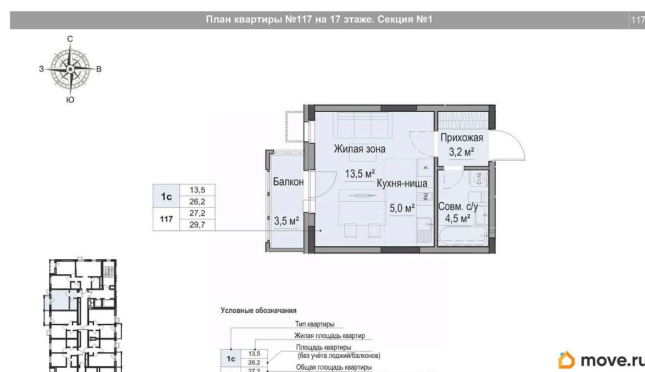 План квартиры №117 на 17 этаже. Секция №1
117
С
З
В
Ю
Прихожая
3,2 м²
Жилая зона
13,5 м²
Кухня-ниша
5,0 м²
Балкон
3,5 м²
Совм. с/у
4,5 м²
1с
13,5
26,2
117
27,2
29,7
Условные обозначания
Тип квартиры
Жилая площадь квартир
Площадь квартиры
(без учёта лоджий/балконов)
Общая площадь квартиры
1с
13,5
26,2
27,2
move.ru